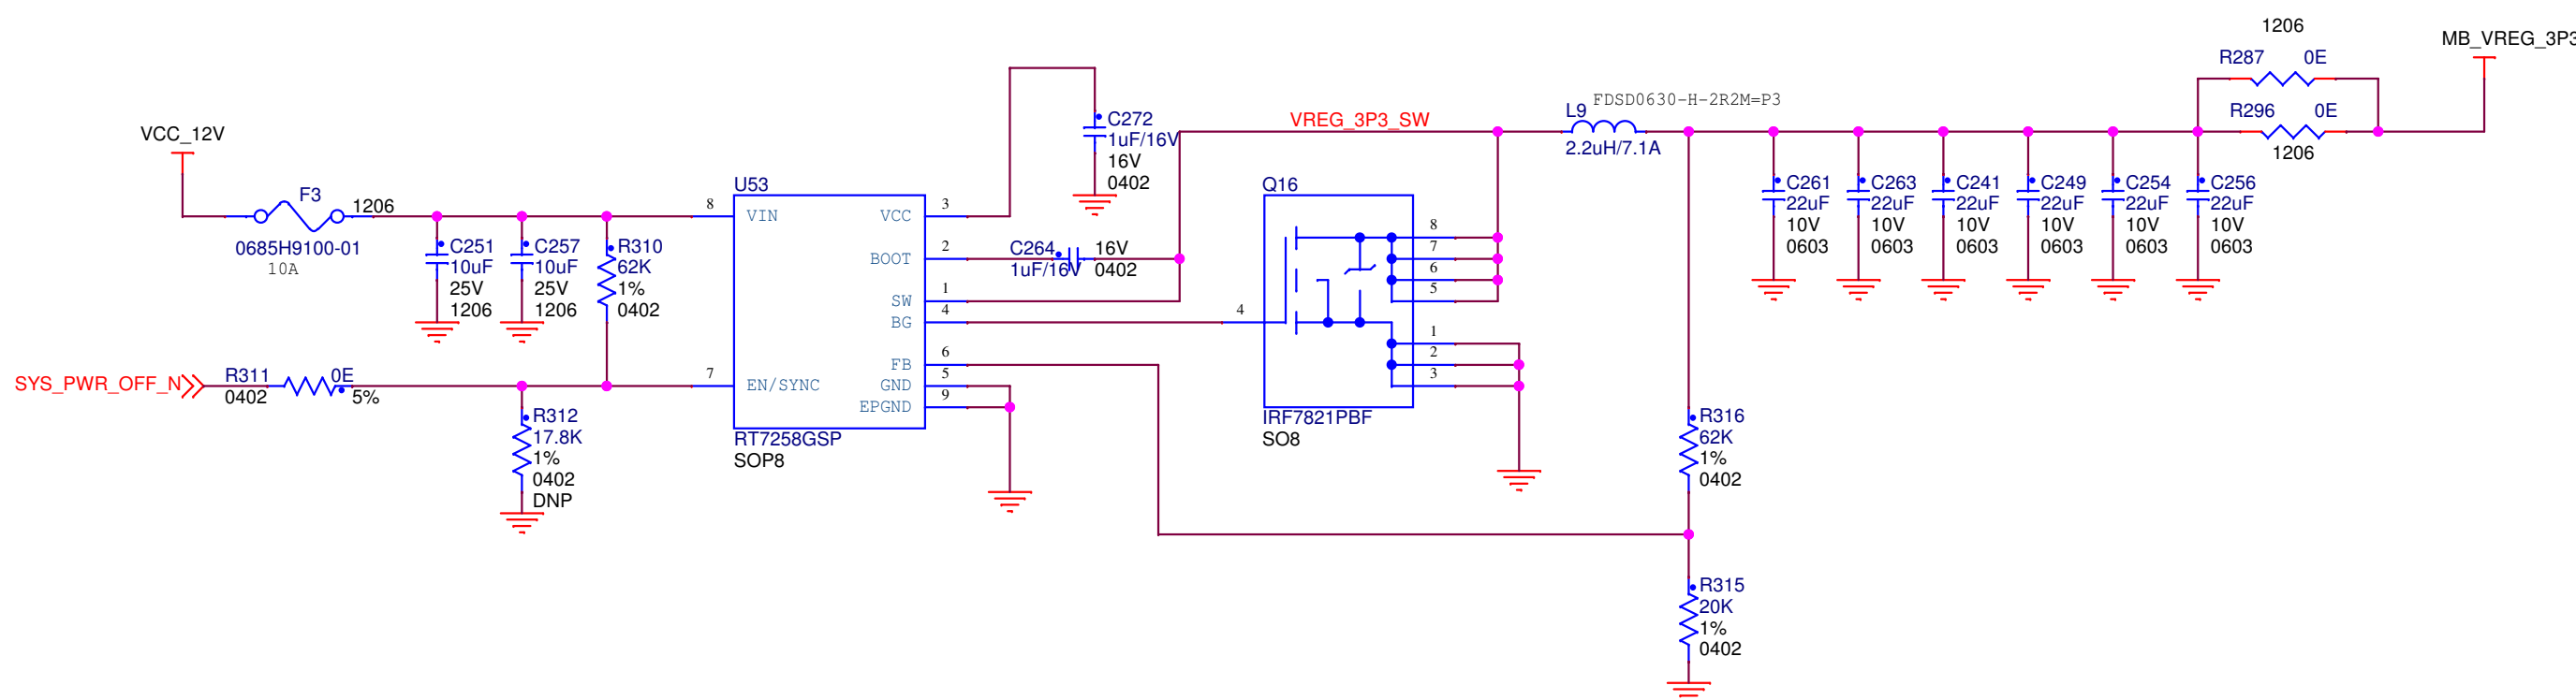 1206
R287 0E
MB_VREG_3P3
R296 0E
1206
VCC_12V
F3
1206
0685H9100-01
10A
C251
10uF
25V
1206
C257
10uF
25V
1206
R310
62K
1%
0402
SYS_PWR_OFF_N
R311
0402
0E
5%
R312
17.8K
1%
0402
DNP
U53
8
VIN
7
EN/SYNC
VCC
3
BOOT
2
SW
1
BG
4
FB
6
GND
5
EPGND
9
RT7258GSP
SOP8
C272
1uF/16V
16V
0402
C264
1uF/16V
16V
0402
VREG_3P3_SW
Q16
4
8
7
6
5
1
2
3
IRF7821PBF
SO8
L9
FDSD0630-H-2R2M=P3
2.2uH/7.1A
C261
22uF
10V
0603
C263
22uF
10V
0603
C241
22uF
10V
0603
C249
22uF
10V
0603
C254
22uF
10V
0603
C256
22uF
10V
0603
R316
62K
1%
0402
R315
20K
1%
0402